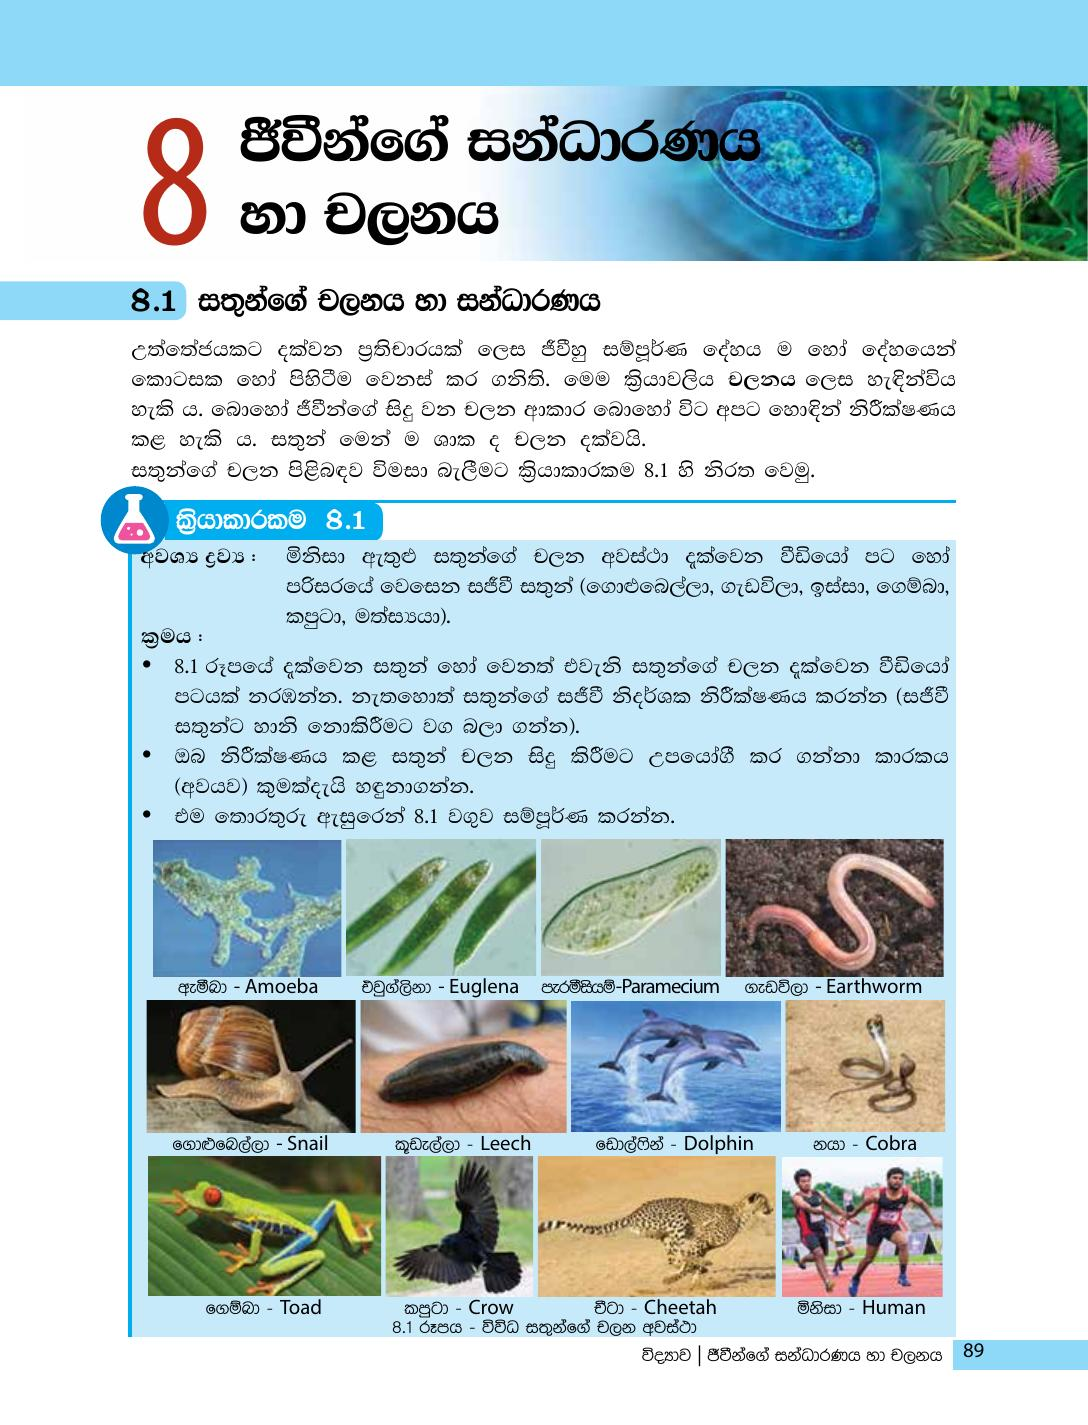 8
ජීවීන්ගේ සන්ධාරණය
හා චලනය
8.1 සතුන්ගේ චලනය හා සන්ධාරණය
උත්තේජයකට දක්වන ප්‍රතිචාරයක් ලෙස ජීවීහු සම්පූර්ණ දේහය ම හෝ දේහයෙන්
කොටසක හෝ පිහිටීම වෙනස් කර ගනිති. මෙම ක්‍රියාවලිය චලනය ලෙස හැඳින්විය
හැකි ය. බොහෝ ජීවීන්ගේ සිදු වන චලන ආකාර බොහෝ විට අපට හොඳින් නිරීක්ෂණය
කළ හැකි ය. සතුන් මෙන් ම ශාක ද චලන දක්වයි.
සතුන්ගේ චලන පිළිබඳව විමසා බැලීමට ක්‍රියාකාරකම 8.1 හි නිරත වෙමු.
ක්‍රියාකාරකම 8.1
අවශ්‍ය ද්‍රව්‍ය : මිනිසා ඇතුළු සතුන්ගේ චලන අවස්ථා දැක්වෙන වීඩියෝ පට හෝ
පරිසරයේ වෙසෙන සජීවී සතුන් (ගොළුබෙල්ලා, ගැඩවිලා, ඉස්සා, ගෙම්බා,
කපුටා, මත්ස්‍යයා).
ක්‍රමය :
• 8.1 රූපයේ දැක්වෙන සතුන් හෝ වෙනත් එවැනි සතුන්ගේ චලන දැක්වෙන වීඩියෝ
පටයක් නරඹන්න. නැතහොත් සතුන්ගේ සජීවී නිදර්ශක නිරීක්ෂණය කරන්න (සජීවී
සතුන්ට හානි නොකිරීමට වග බලා ගන්න).
• ඔබ නිරීක්ෂණය කළ සතුන් චලන සිදු කිරීමට උපයෝගී කර ගන්නා කාරකය
(අවයව) කුමක්දැයි හඳුනාගන්න.
• එම තොරතුරු ඇසුරෙන් 8.1 වගුව සම්පූර්ණ කරන්න.
ඇමීබා - Amoeba එවුග්ලිනා - Euglena පැරමීසියම්-Paramecium ගැඩවිලා - Earthworm
ගොළුබෙල්ලා - Snail කූඩැල්ලා - Leech ඩොල්ෆින් - Dolphin නයා - Cobra
ගෙම්බා - Toad කපුටා - Crow චීටා - Cheetah මිනිසා - Human
8.1 රූපය - විවිධ සතුන්ගේ චලන අවස්ථා
විද්‍යාව | ජීවීන්ගේ සන්ධාරණය හා චලනය 89